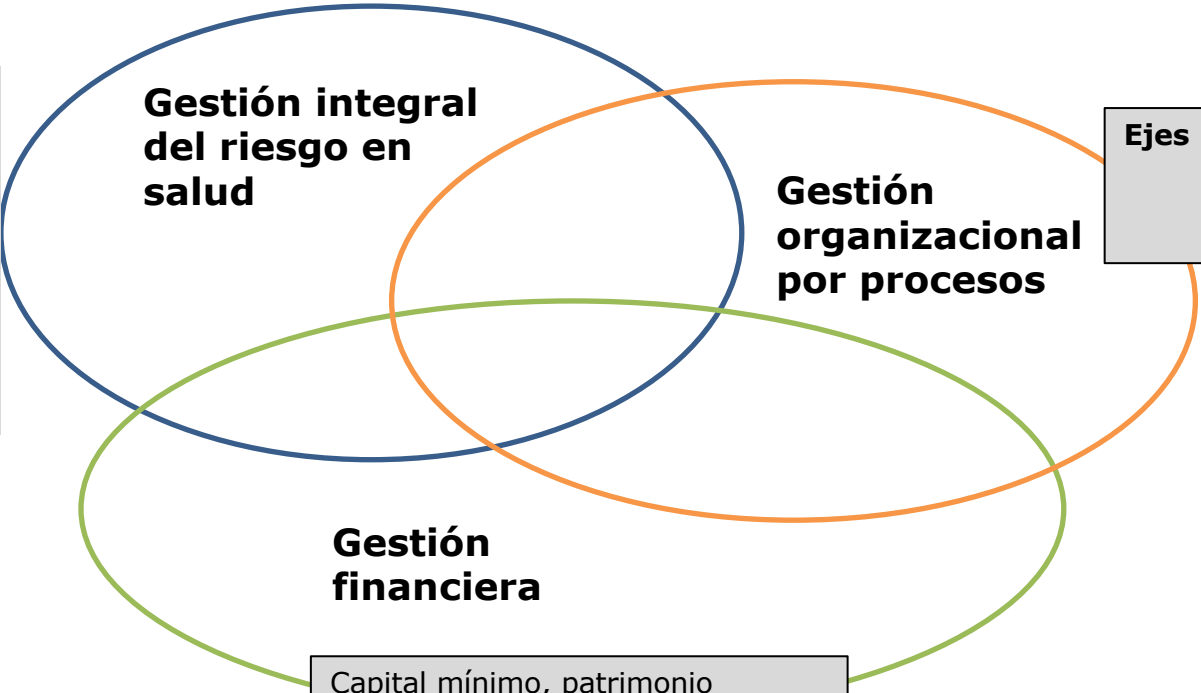 Gestión integral
del riesgo en
salud
Ejes
Gestión
organizacional
por procesos
Gestión
financiera
Capital mínimo, patrimonio